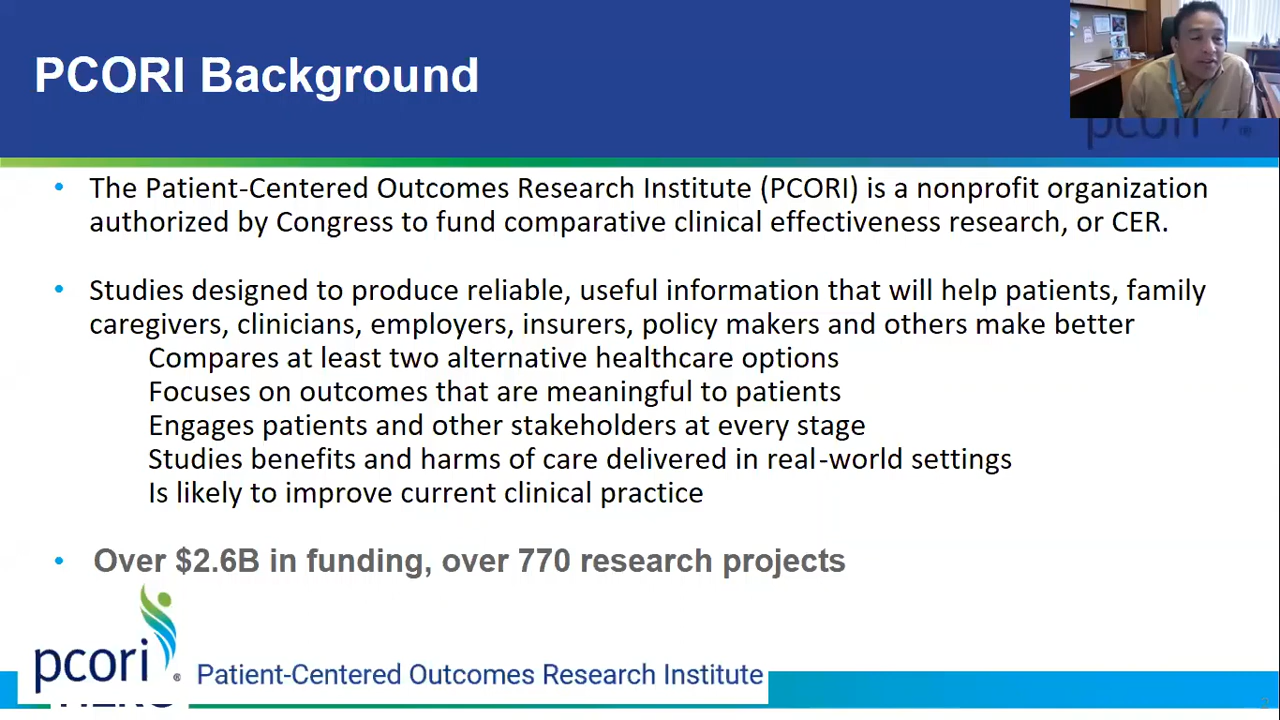 PCORI Background
pcori
The Patient-Centered Outcomes Research Institute (PCORI) is a nonprofit organization
authorized by Congress to fund comparative clinical effectiveness research, or CER.
Studies designed to produce reliable, useful information that will help patients, family
caregivers, clinicians, employers, insurers, policy makers and others make better
Compares at least two alternative healthcare options
Focuses on outcomes that are meaningful to patients
Engages patients and other stakeholders at every stage
Studies benefits and harms of care delivered in real-world settings
Is likely to improve current clinical practice
Over $2.6B in funding, over 770 research projects
pcori®
Patient-Centered Outcomes Research Institute